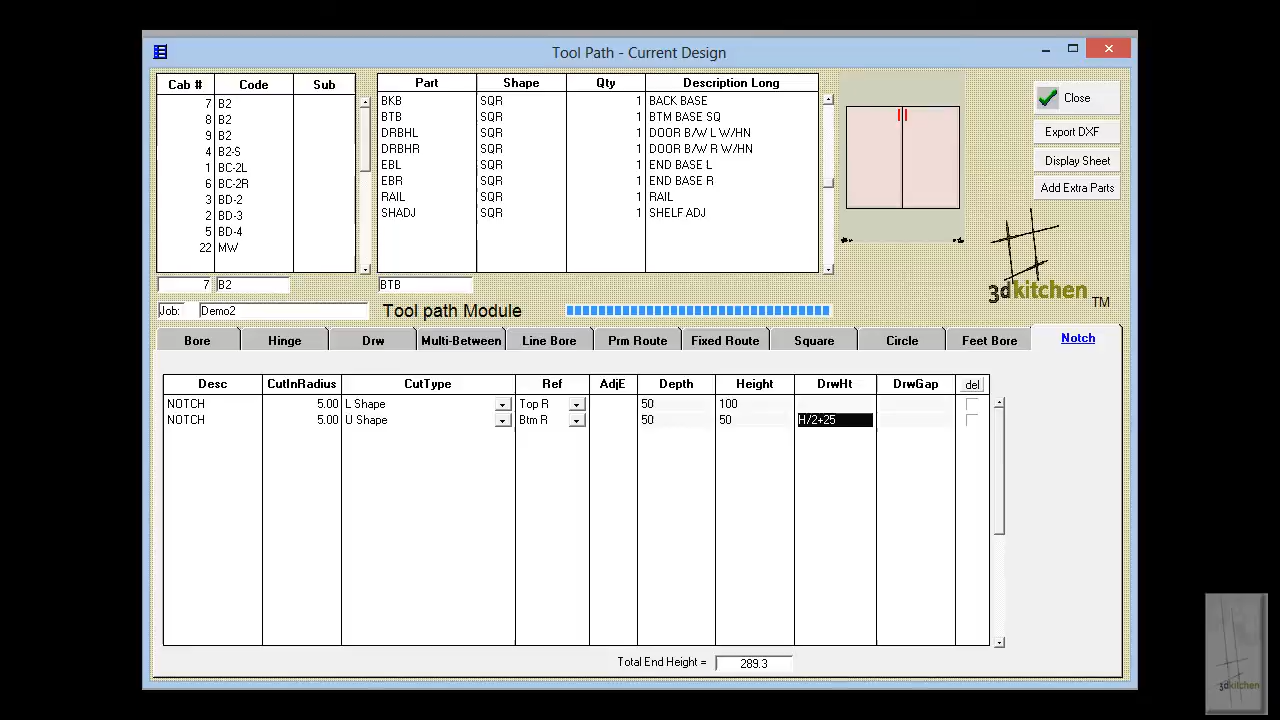 Tool Path - Current Design
Cab # Code Sub
7 B2
8 B2
9 B2
4 B2-S
1 BC-2L
6 BC-2R
3 BD-2
2 BD-3
5 BD-4
22 MW
7 B2
Part Shape Qty Description Long
BKB SQR 1 BACK BASE
BTB SQR 1 BTM BASE SQ
DRBHL SQR 1 DOOR B/W L W/HN
DRBHR SQR 1 DOOR B/W R W/HN
EBL SQR 1 END BASE L
EBR SQR 1 END BASE R
RAIL SQR 1 RAIL
SHADJ SQR 1 SHELF ADJ
BTB
Close
Export DXF
Display Sheet
Add Extra Parts
3dkitchen TM
Job: Demo2
Tool path Module
Bore Hinge Drw Multi-Between Line Bore Prm Route Fixed Route Square Circle Feet Bore Notch
Desc CutInRadius CutType Ref AdjE Depth Height DrwHt DrwGap del
NOTCH 5.00 L Shape Top R 50 100
NOTCH 5.00 U Shape Btm R 50 50 H/2+25
Total End Height = 289.3
3dkitchen